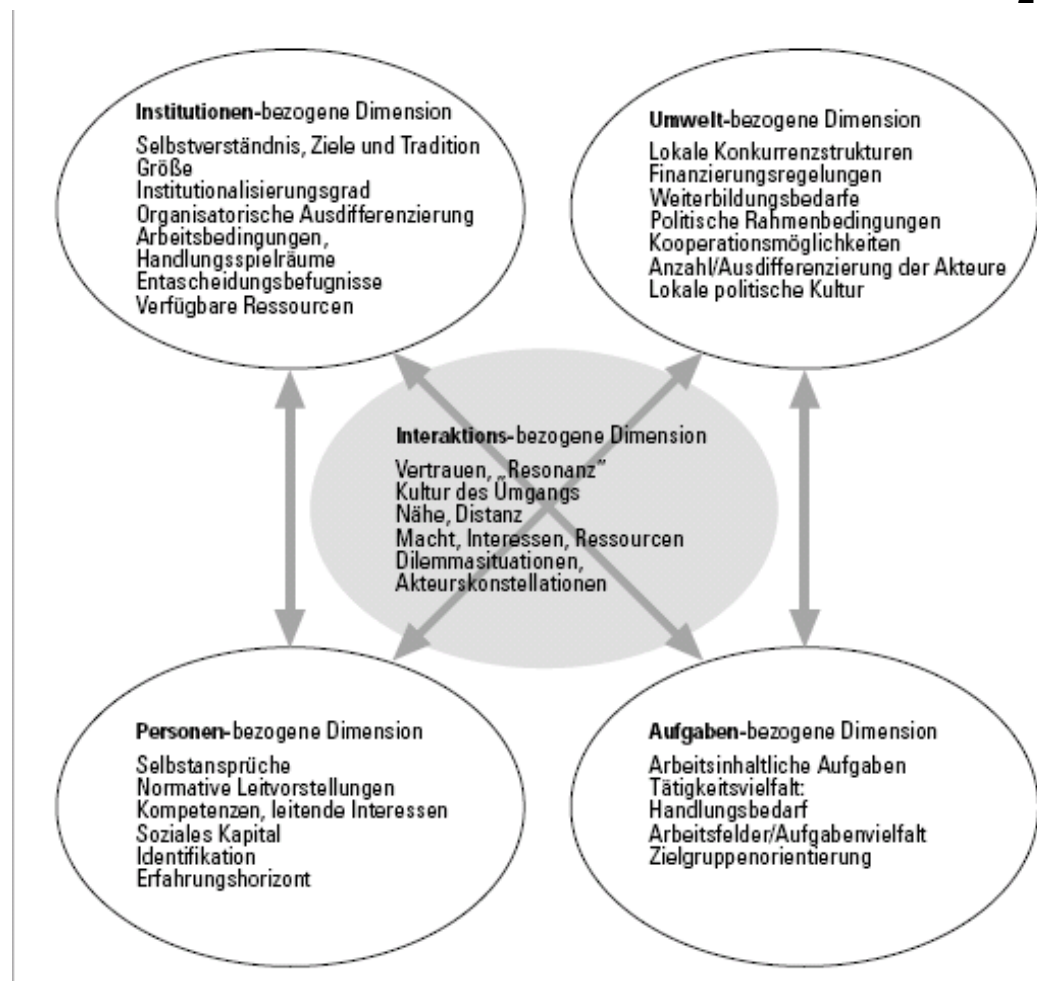 Institutionen-bezogene Dimension
Selbstverständnis, Ziele und Tradition
Größe
Institutionalisierungsgrad
Organisatorische Ausdifferenzierung
Arbeitsbedingungen,
Handlungsspielräume
Entascheidungsbefugnisse
Verfügbare Ressourcen
Umwelt-bezogene Dimension
Lokale Konkurrenzstrukturen
Finanzierungsregelungen
Weiterbildungsbedarfe
Politische Rahmenbedingungen
Kooperationsmöglichkeiten
Anzahl/Ausdifferenzierung der Akteure
Lokale politische Kultur
Interaktions-bezogene Dimension
Vertrauen, „Resonanz“
Kultur des Umgangs
Nähe, Distanz
Macht, Interessen, Ressourcen
Dilemmasituationen,
Akteurskonstellationen
Personen-bezogene Dimension
Selbstansprüche
Normative Leitvorstellungen
Kompetenzen, leitende Interessen
Soziales Kapital
Identifikation
Erfahrungshorizont
Aufgaben-bezogene Dimension
Arbeitsinhaltliche Aufgaben
Tätigkeitsvielfalt:
Handlungsbedarf
Arbeitsfelder/Aufgabenvielfalt
Zielgruppenorientierung